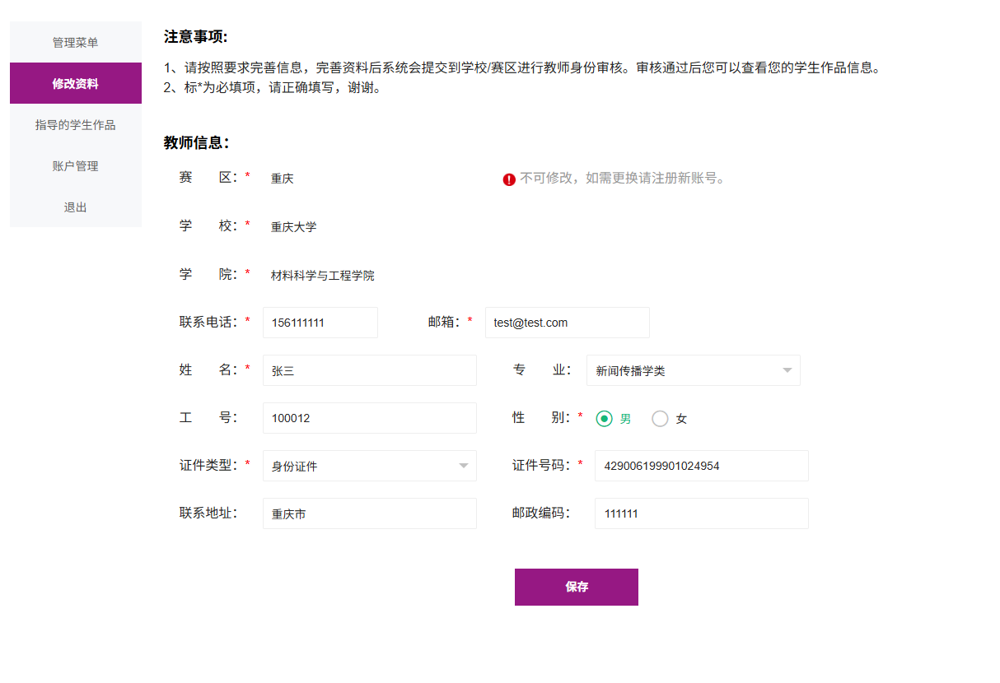 管理菜单
修改资料
指导的学生作品
账户管理
退出
注意事项:
1、请按照要求完善信息，完善资料后系统会提交到学校/赛区进行教师身份审核。审核通过后您可以查看您的学生作品信息。
2、标*为必填项，请正确填写，谢谢。
教师信息：
赛 区：* 重庆 不可修改，如需更换请注册新账号。
学 校：* 重庆大学
学 院：* 材料科学与工程学院
联系电话：* 156111111 邮箱：* test@test.com
姓 名：* 张三 专 业： 新闻传播学类
工 号： 100012 性 别：* 男 女
证件类型：* 身份证件 证件号码：* 429006199901024954
联系地址： 重庆市 邮政编码： 111111
保存